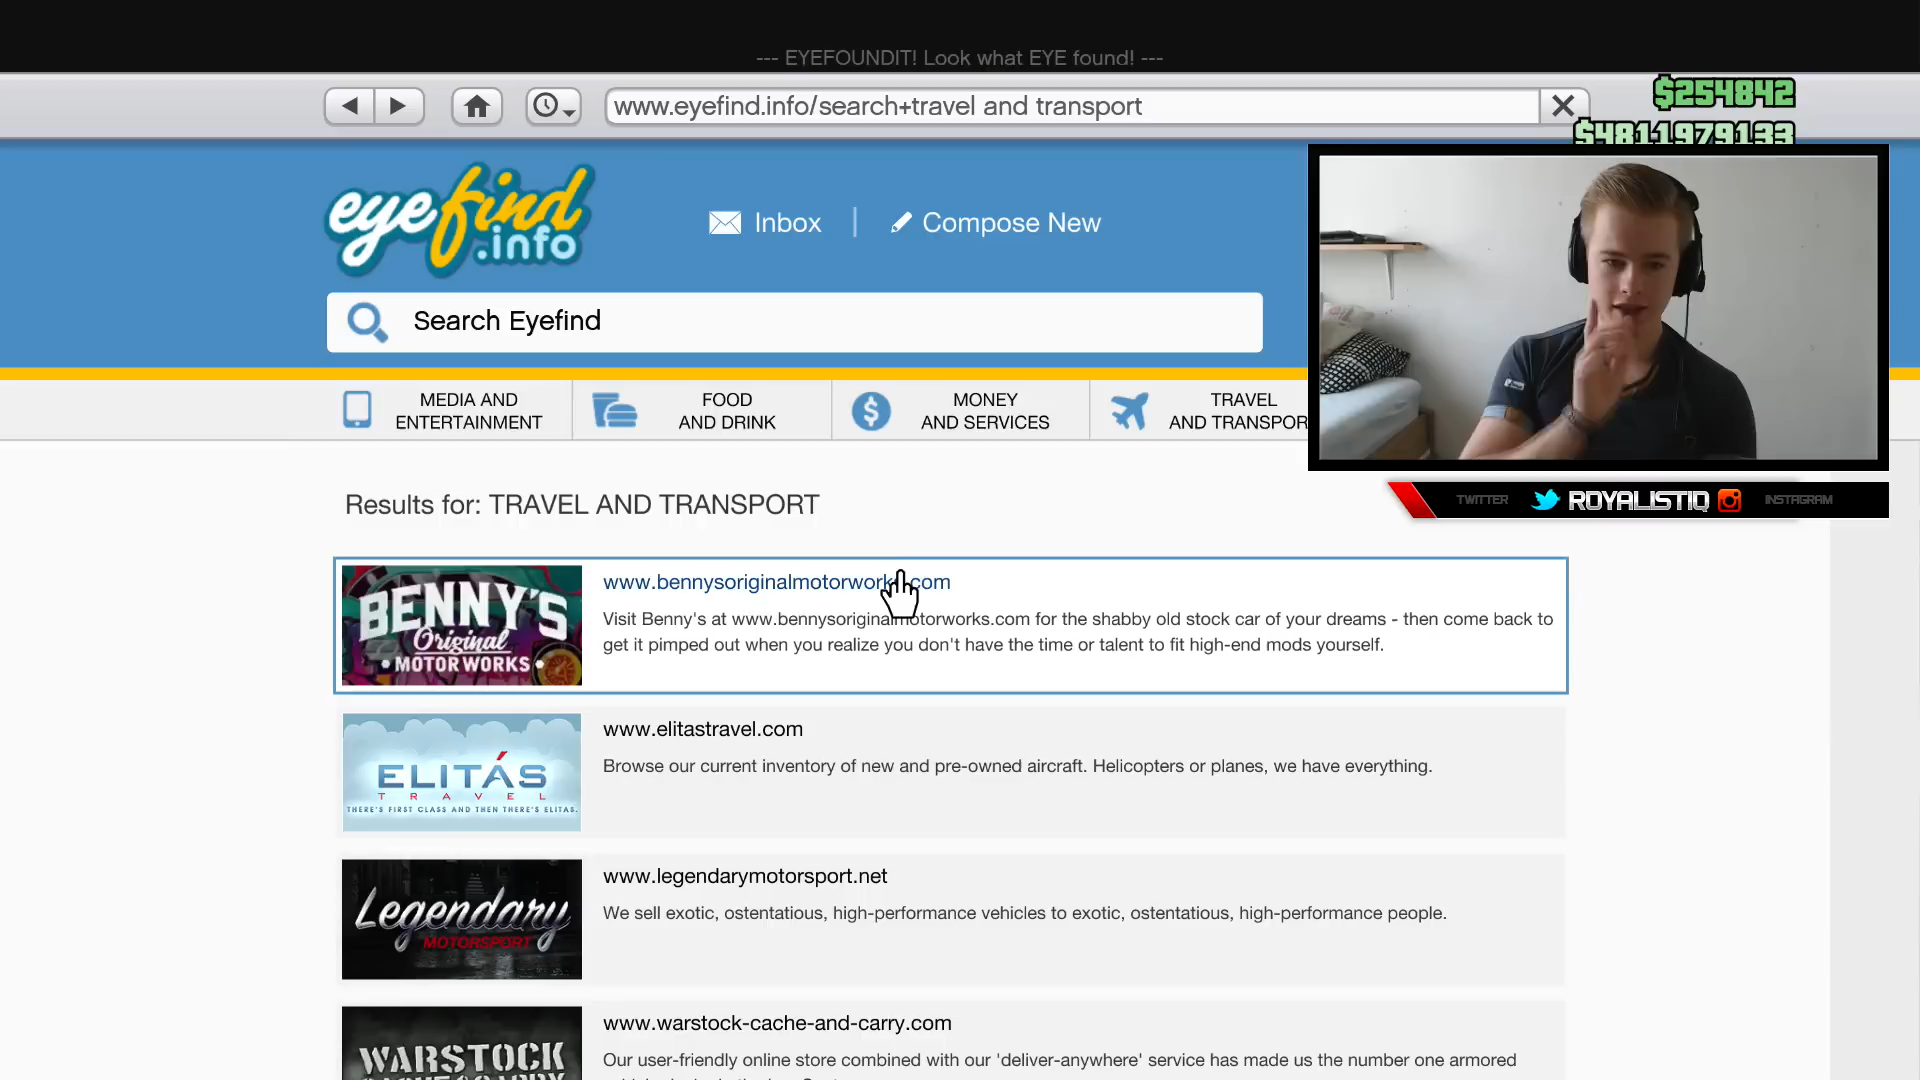 --- EYEFOUNDIT! Look what EYE found! ---
www.eyefind.info/search+travel and transport
$254842
$4811979133
eyefind
.info
Inbox
Compose New
Search Eyefind
MEDIA AND
ENTERTAINMENT
FOOD
AND DRINK
MONEY
AND SERVICES
TRAVEL
AND TRANSPOR
TWITTER ROYALISTIQ INSTAGRAM
Results for: TRAVEL AND TRANSPORT
BENNY'S
Original
MOTOR WORKS
www.bennysoriginalmotorworks.com
Visit Benny's at www.bennysoriginalmotorworks.com for the shabby old stock car of your dreams - then come back to
get it pimped out when you realize you don't have the time or talent to fit high-end mods yourself.
ELITÁS
TRAVEL
THERE'S FIRST CLASS AND THEN THERE'S ELITAS.
www.elitastravel.com
Browse our current inventory of new and pre-owned aircraft. Helicopters or planes, we have everything.
Legendary
MOTORSPORT
www.legendarymotorsport.net
We sell exotic, ostentatious, high-performance vehicles to exotic, ostentatious, high-performance people.
WARSTOCK
www.warstock-cache-and-carry.com
Our user-friendly online store combined with our 'deliver-anywhere' service has made us the number one armored